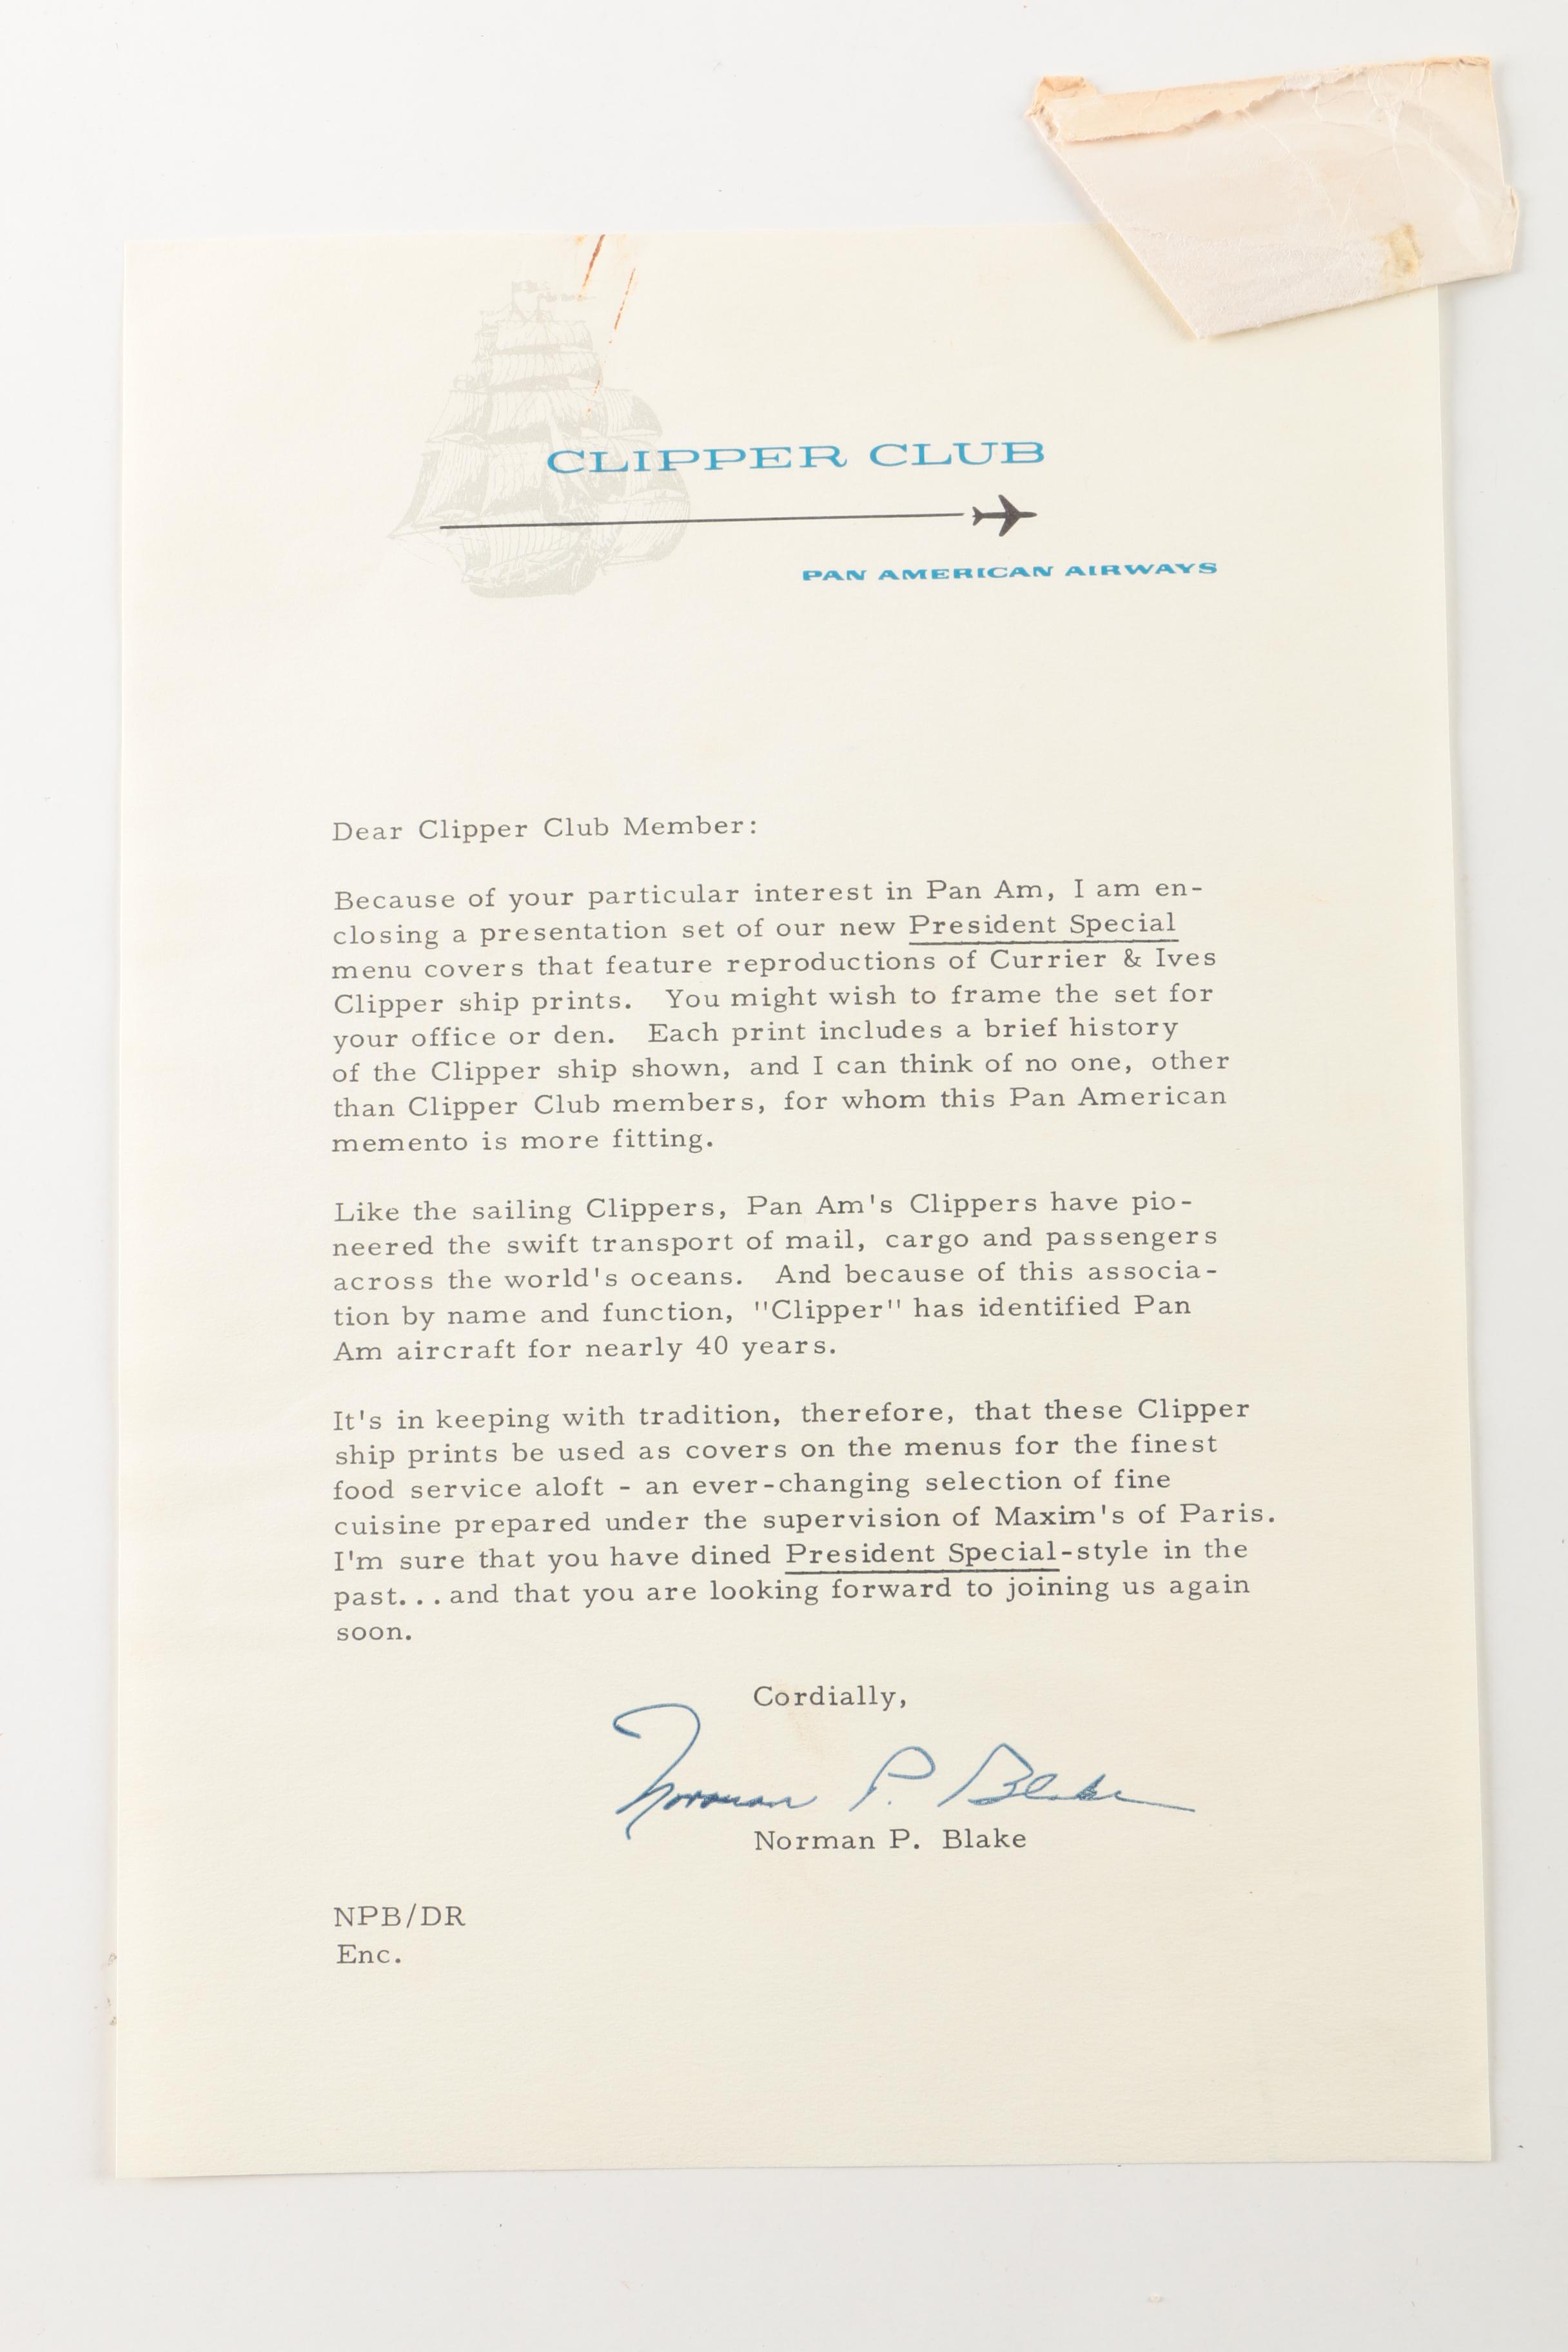 CLIPPER CLUB
PAN AMERICAN AIRWAYS
Dear Clipper Club Member:
Because of your particular interest in Pan Am, I am en-
closing a presentation set of our new President Special
menu covers that feature reproductions of Currier & Ives
Clipper ship prints. You might wish to frame the set for
your office or den. Each print includes a brief history
of the Clipper ship shown, and I can think of no one, other
than Clipper Club members, for whom this Pan American
memento is more fitting.
Like the sailing Clippers, Pan Am's Clippers have pio-
neered the swift transport of mail, cargo and passengers
across the world's oceans. And because of this associa-
tion by name and function, "Clipper" has identified Pan
Am aircraft for nearly 40 years.
It's in keeping with tradition, therefore, that these Clipper
ship prints be used as covers on the menus for the finest
food service aloft - an ever-changing selection of fine
cuisine prepared under the supervision of Maxim's of Paris.
I'm sure that you have dined President Special-style in the
past...and that you are looking forward to joining us again
soon.
Cordially,
Norman P. Blake
Norman P. Blake
NPB/DR
Enc.